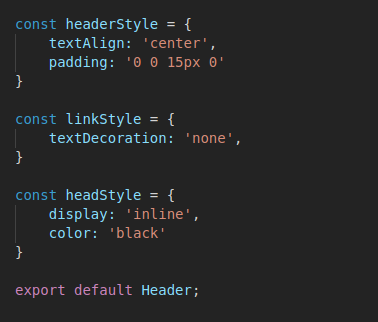 const headerStyle = {
    textAlign: 'center',
    padding: '0 0 15px 0'
}

const linkStyle = {
    textDecoration: 'none',
}

const headStyle = {
    display: 'inline',
    color: 'black'
}

export default Header;